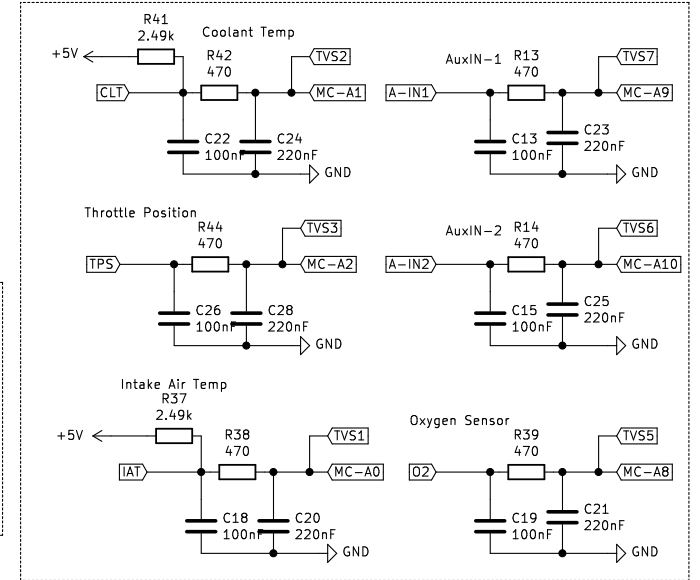 R41
2.49k
+5V
Coolant Temp
R42
470
TVS2
CLT
MC-A1
C22
100nF
C24
220nF
GND
AuxIN-1
R13
470
TVS7
A-IN1
MC-A9
C13
100nF
C23
220nF
GND
Throttle Position
R44
470
TVS3
TPS
MC-A2
C26
100nF
C28
220nF
GND
AuxIN-2
R14
470
TVS6
A-IN2
MC-A10
C15
100nF
C25
220nF
GND
Intake Air Temp
R37
2.49k
+5V
R38
470
TVS1
IAT
MC-A0
C18
100nF
C20
220nF
GND
Oxygen Sensor
R39
470
TVS5
O2
MC-A8
C19
100nF
C21
220nF
GND